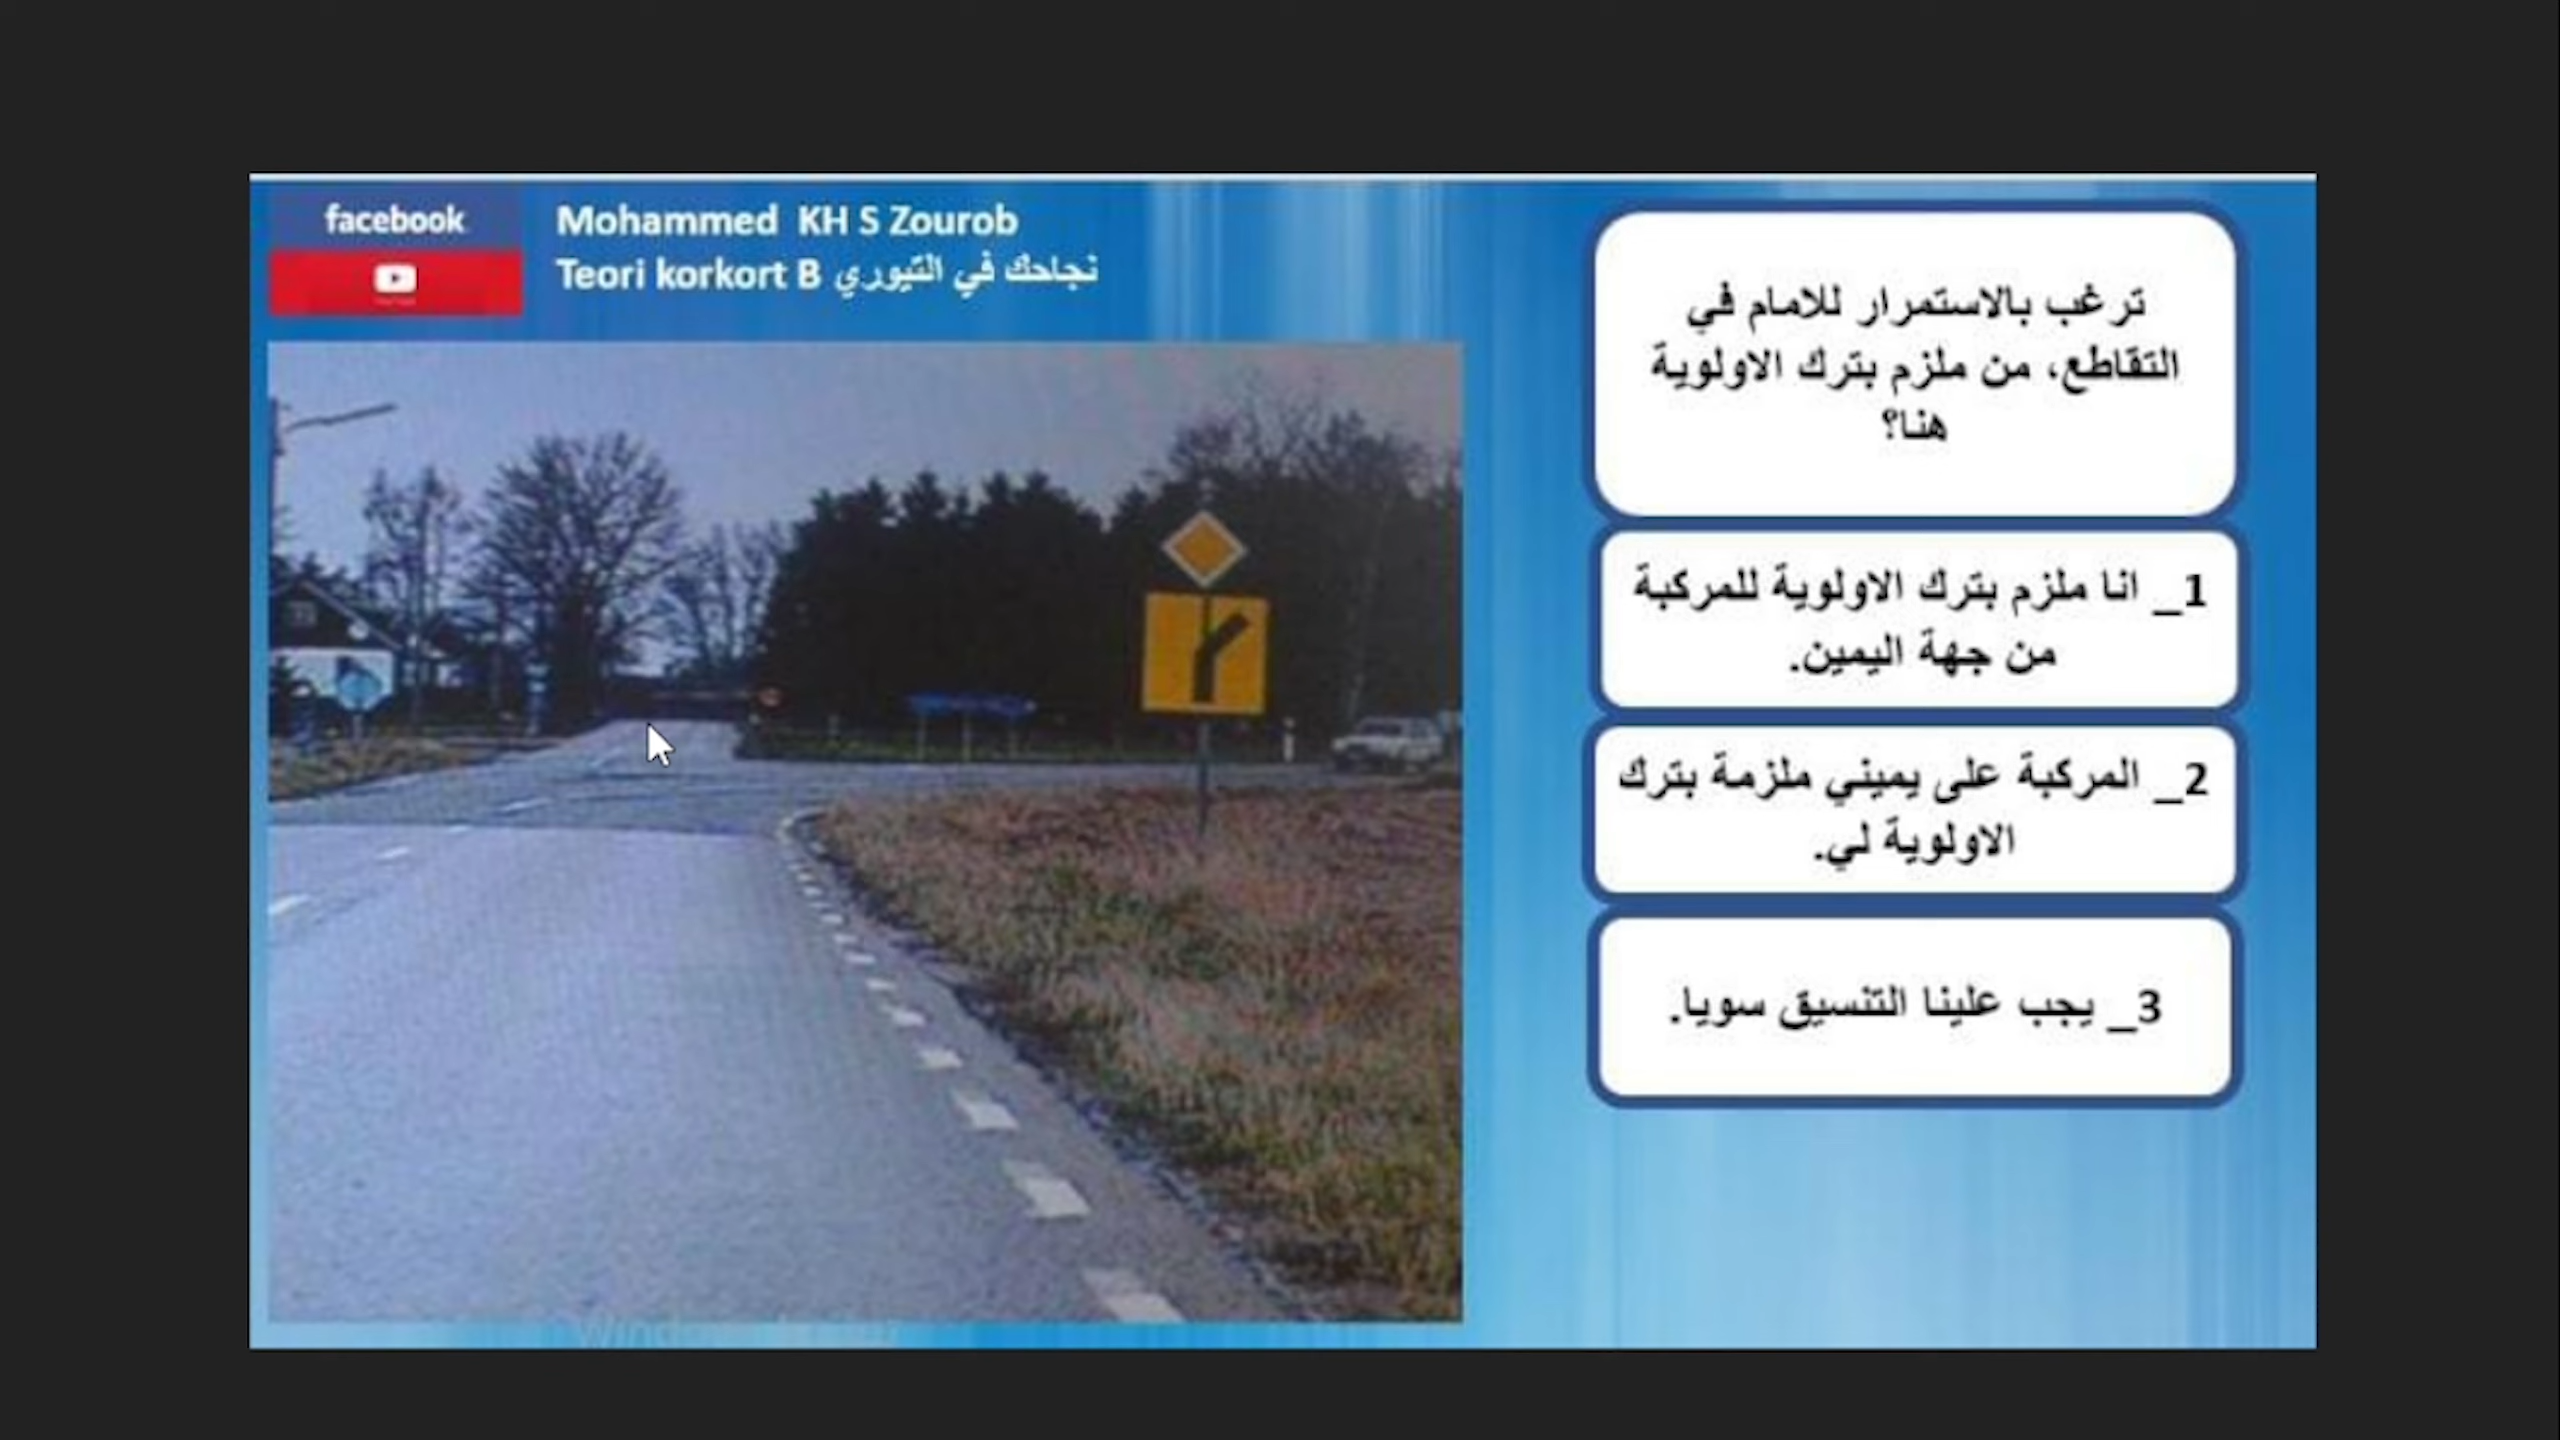 facebook
Mohammed KH S Zourob
Teori korkort B نجاحك في التيوري
ترغب بالاستمرار للامام في
التقاطع، من ملزم بترك الاولوية
هنا؟
1_ انا ملزم بترك الاولوية للمركبة
من جهة اليمين.
2_ المركبة على يميني ملزمة بترك
الاولوية لي.
3_ يجب علينا التنسيق سويا.